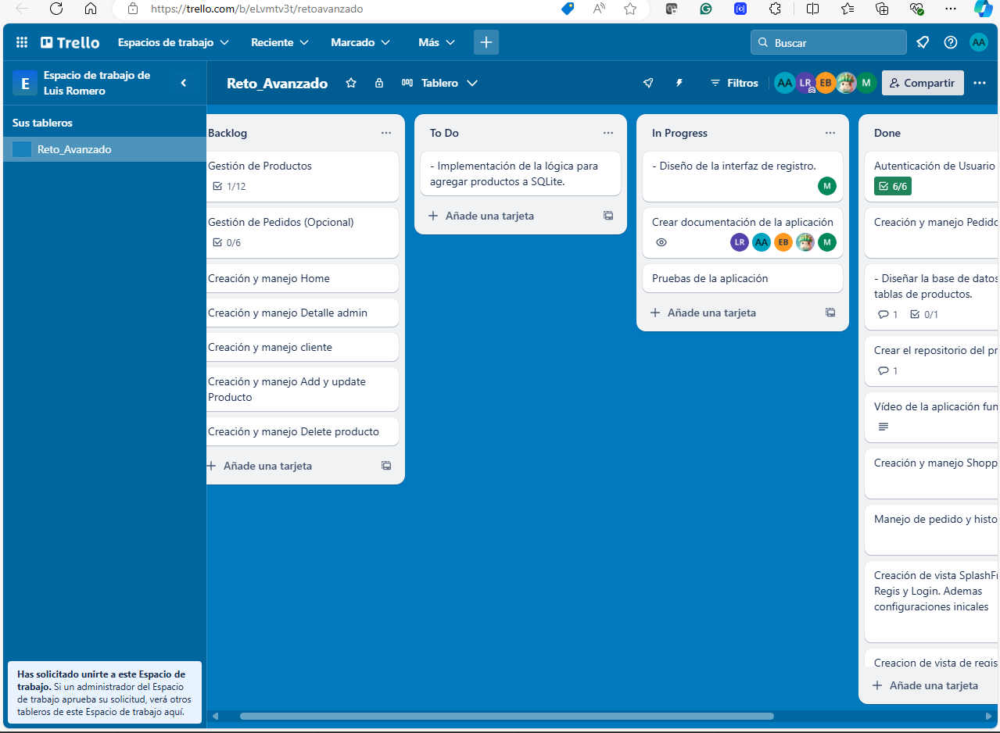 https://trello.com/b/eLvmtv3t/retoavanzado
Trello
Espacios de trabajo
Reciente
Marcado
Más
Buscar
AA
E
Espacio de trabajo de
Luis Romero
Reto_Avanzado
Tablero
Filtros
AA
LR
EB
M
Compartir
Sus tableros
Reto_Avanzado
Has solicitado unirte a este Espacio de
trabajo. Si un administrador del Espacio
de trabajo aprueba su solicitud, verá otros
tableros de este Espacio de trabajo aquí.
Backlog
Gestión de Productos
1/12
Gestión de Pedidos (Opcional)
0/6
Creación y manejo Home
Creación y manejo Detalle admin
Creación y manejo cliente
Creación y manejo Add y update
Producto
Creación y manejo Delete producto
Añade una tarjeta
To Do
- Implementación de la lógica para
agregar productos a SQLite.
Añade una tarjeta
In Progress
- Diseño de la interfaz de registro.
M
Crear documentación de la aplicación
LR
AA
EB
M
Pruebas de la aplicación
Añade una tarjeta
Done
Autenticación de Usuario
6/6
Creación y manejo Pedido
- Diseñar la base de datos
tablas de productos.
1
0/1
Crear el repositorio del pr
1
Vídeo de la aplicación fun
Creación y manejo Shopp
Manejo de pedido y histo
Creación de vista SplashFr
Regis y Login. Ademas
configuraciones inicales
Creacion de vista de regis
Añade una tarjeta